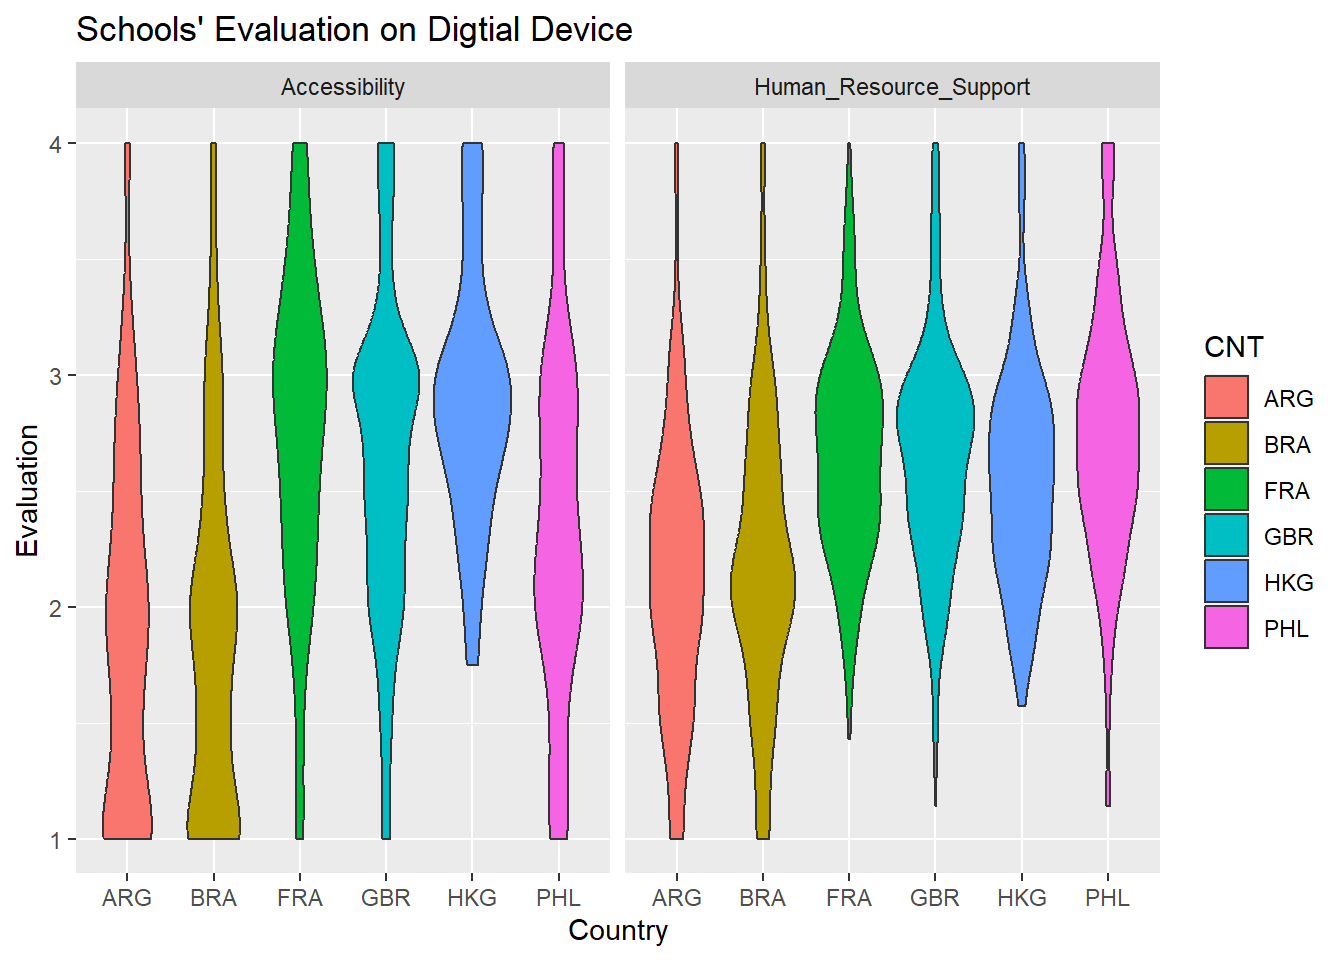 Schools' Evaluation on Digtial Device
Accessibility
Human_Resource_Support
4
3
2
1
Evaluation
ARG BRA FRA GBR HKG PHL
ARG BRA FRA GBR HKG PHL
Country
CNT
ARG
BRA
FRA
GBR
HKG
PHL